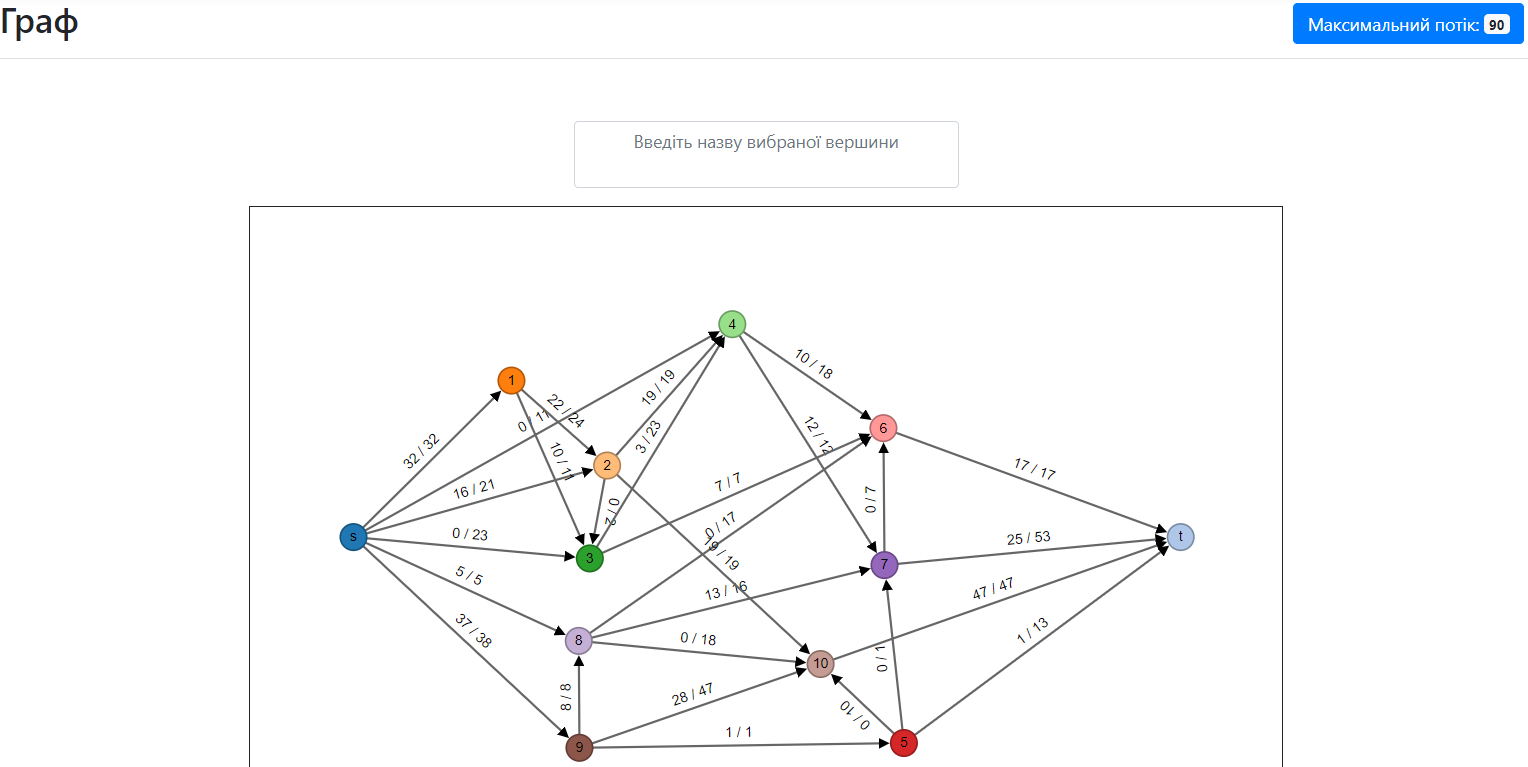 Граф
Максимальний потік: 90
Введіть назву вибраної вершини
4
10 / 18
1
19 / 19
22 / 24
0 / 11
12 / 12
6
3 / 23
32 / 32
10 / 11
2
17 / 17
16 / 21
7 / 7
0 / 7
0 / 2
0 / 17
s
0 / 23
t
25 / 53
19 / 19
3
7
5 / 5
13 / 16
47 / 47
37 / 38
8
0 / 18
1 / 13
10
0 / 1
8 / 8
28 / 47
0 / 10
1 / 1
9
5